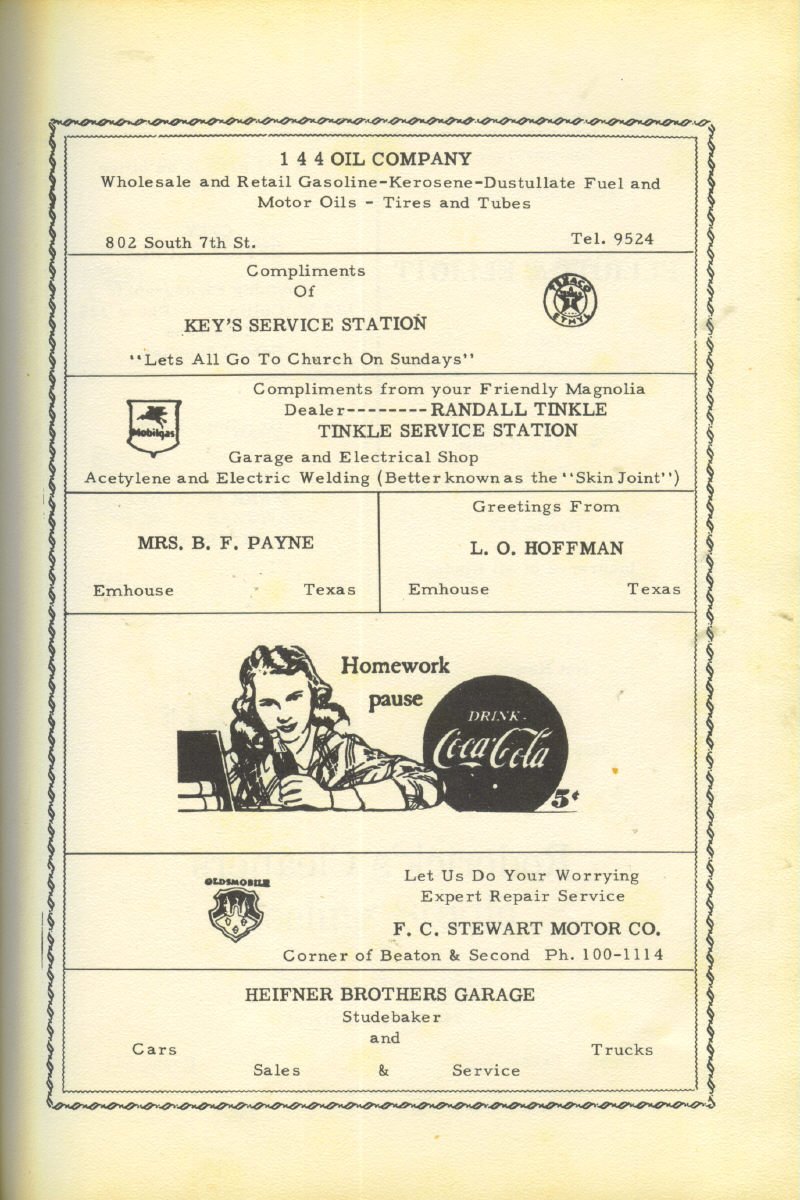 1 4 4 OIL COMPANY
Wholesale and Retail Gasoline-Kerosene-Dustullate Fuel and
Motor Oils - Tires and Tubes
802 South 7th St. Tel. 9524
Compliments
Of
KEY'S SERVICE STATION
"Lets All Go To Church On Sundays"
TEXACO
ETHYL
Compliments from your Friendly Magnolia
Dealer--------RANDALL TINKLE
TINKLE SERVICE STATION
Mobilgas
Garage and Electrical Shop
Acetylene and Electric Welding (Better known as the "Skin Joint")
MRS. B. F. PAYNE
Emhouse Texas
Greetings From
L. O. HOFFMAN
Emhouse Texas
Homework
pause
DRINK
Coca-Cola
5¢
OLDSMOBILE
Let Us Do Your Worrying
Expert Repair Service
F. C. STEWART MOTOR CO.
Corner of Beaton & Second Ph. 100-1114
HEIFNER BROTHERS GARAGE
Studebaker
and
Cars Trucks
Sales & Service